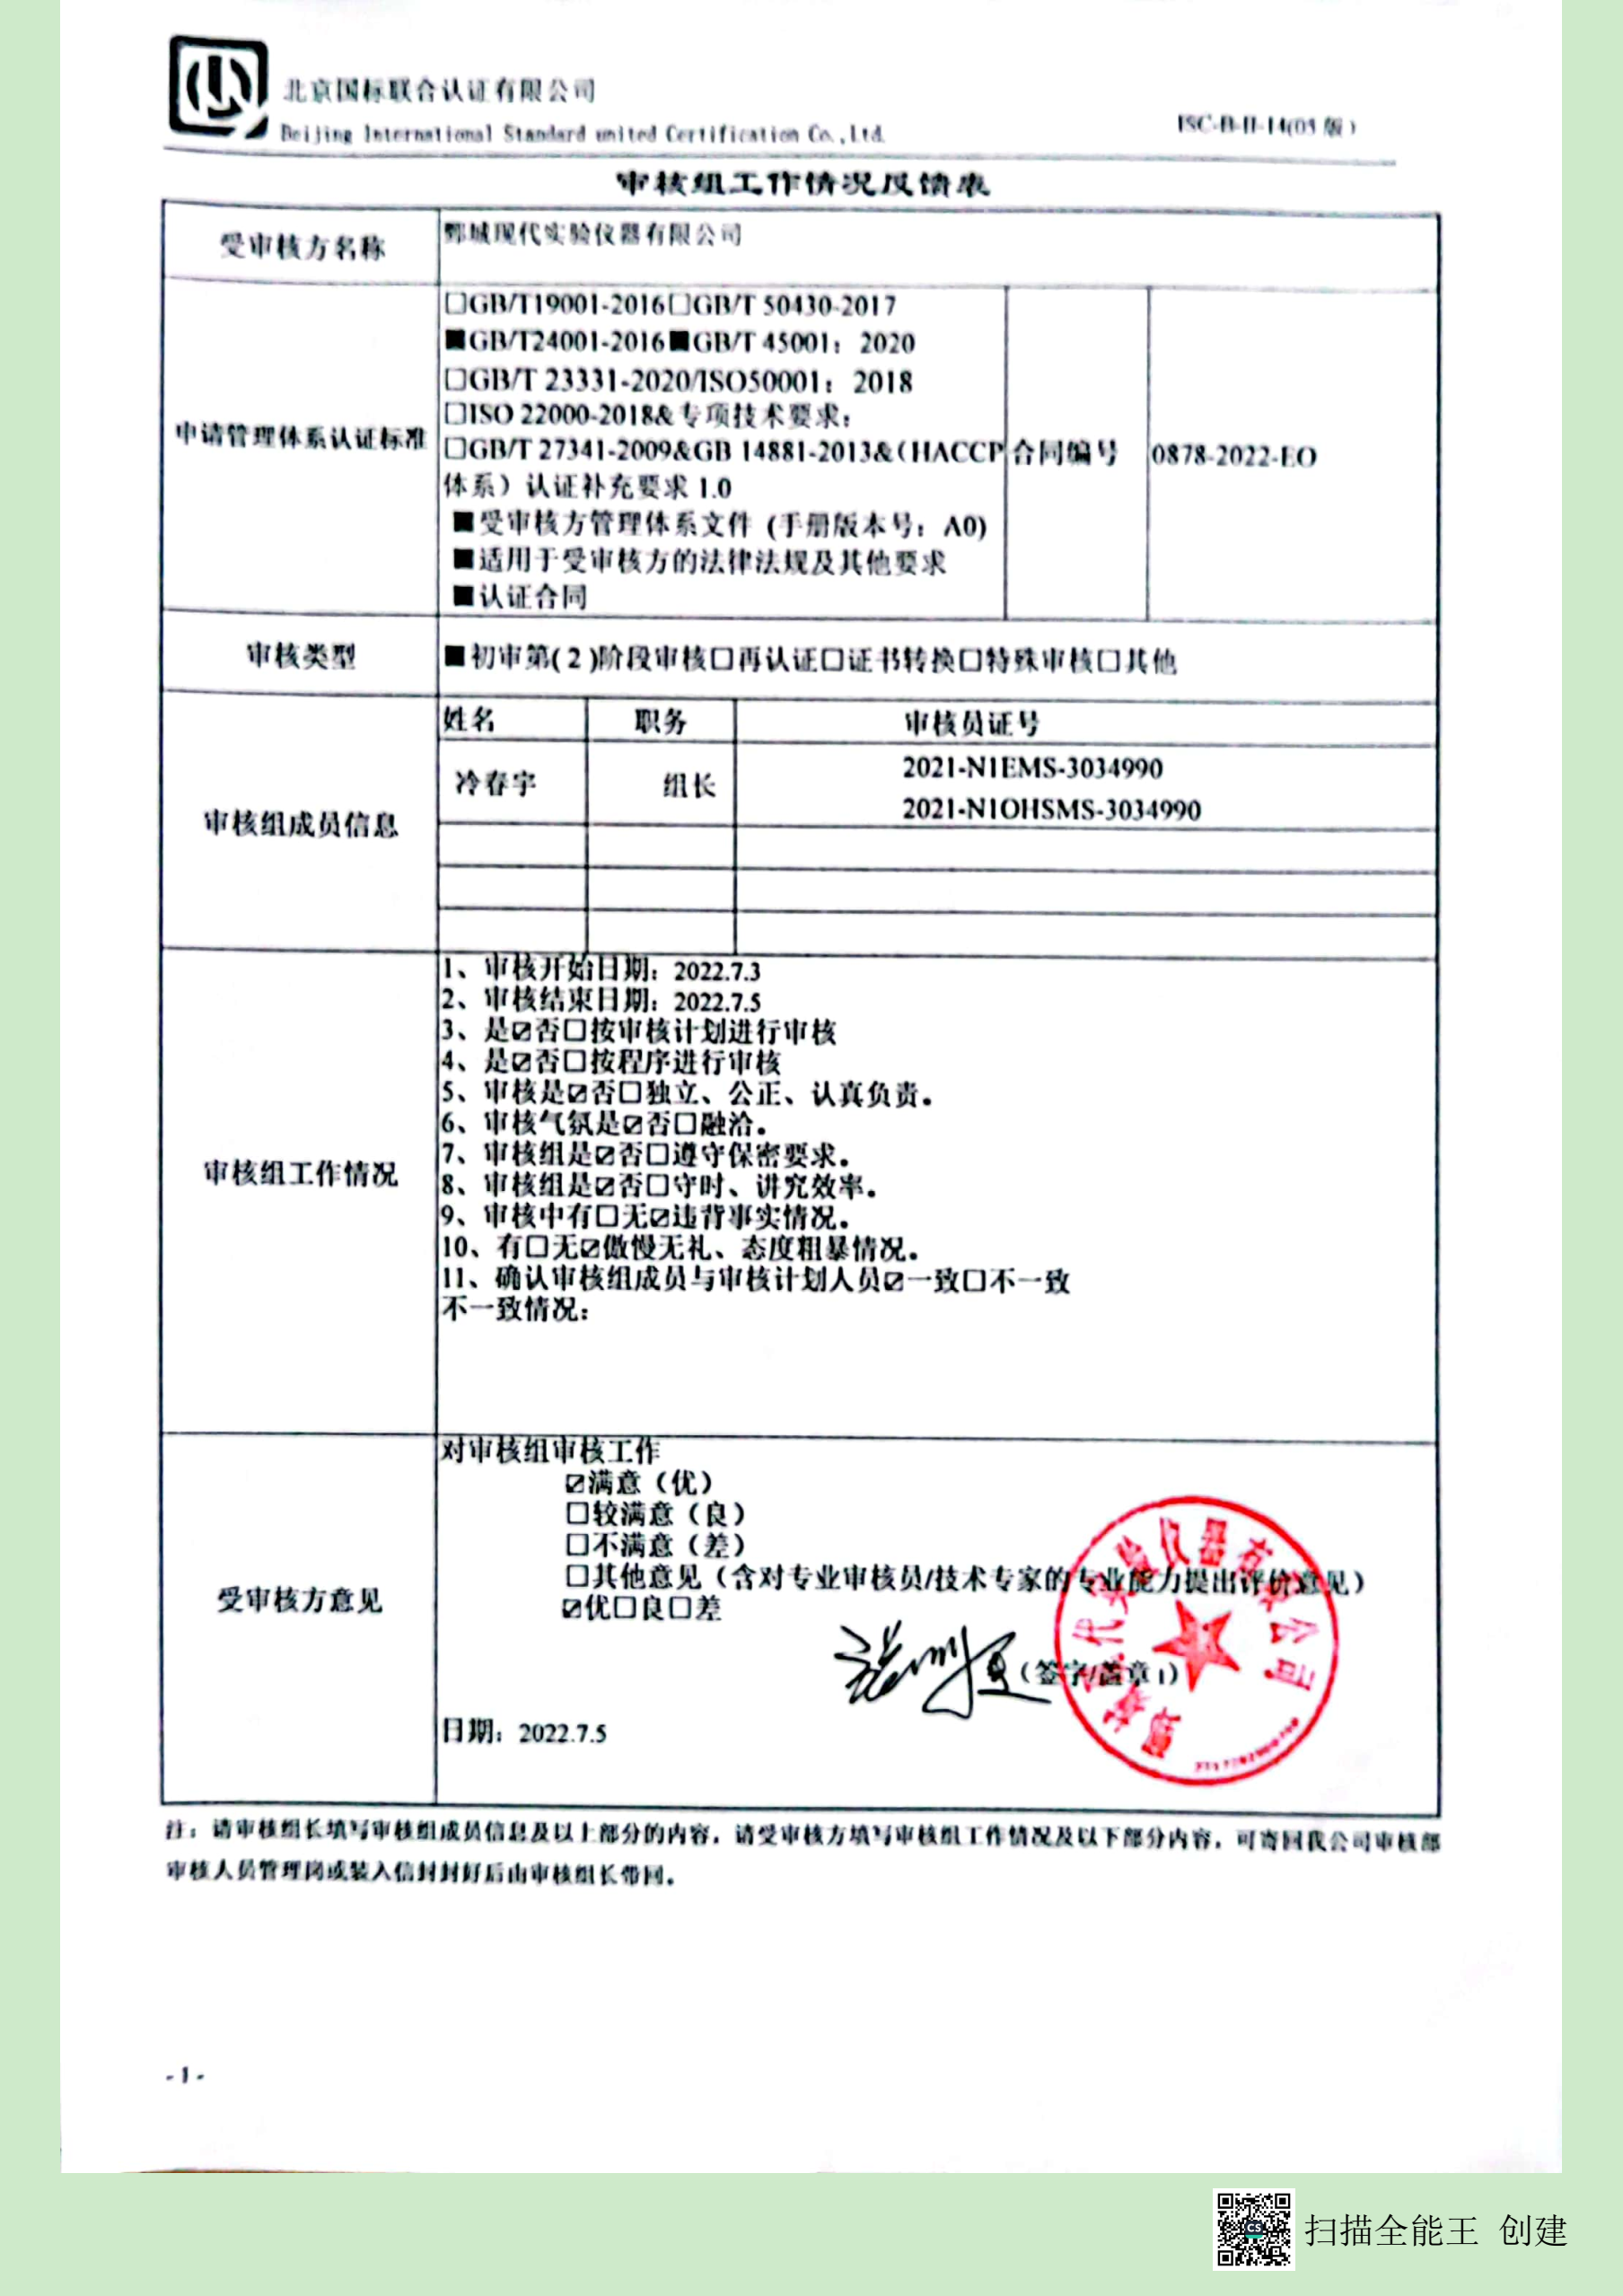 北京国标联合认证有限公司
Beijing International Standard united Certification Co.,Ltd.
ISC-B-II-14(05版)
审核组工作情况反馈表
受审核方名称
鄄城现代实验仪器有限公司
申请管理体系认证标准
□GB/T19001-2016□GB/T 50430-2017
■GB/T24001-2016■GB/T 45001：2020
□GB/T 23331-2020/ISO50001：2018
□ISO 22000-2018&专项技术要求：
□GB/T 27341-2009&GB 14881-2013&（HACCP
体系）认证补充要求 1.0
■受审核方管理体系文件 (手册版本号：A0)
■适用于受审核方的法律法规及其他要求
■认证合同
合同编号
0878-2022-EO
审核类型
■初审第( 2 )阶段审核□再认证□证书转换□特殊审核□其他
审核组成员信息
姓名 职务 审核员证号
冷春宇 组长
2021-N1EMS-3034990
2021-N1OHSMS-3034990
审核组工作情况
1、审核开始日期：2022.7.3
2、审核结束日期：2022.7.5
3、是☑否□按审核计划进行审核
4、是☑否□按程序进行审核
5、审核是☑否□独立、公正、认真负责。
6、审核气氛是☑否□融洽。
7、审核组是☑否□遵守保密要求。
8、审核组是☑否□守时、讲究效率。
9、审核中有□无☑违背事实情况。
10、有□无☑傲慢无礼、态度粗暴情况。
11、确认审核组成员与审核计划人员☑一致□不一致
不一致情况：
受审核方意见
对审核组审核工作
☑满意（优）
□较满意（良）
□不满意（差）
□其他意见（含对专业审核员/技术专家的专业能力提出评价意见）
☑优□良□差
（签字/盖章）
鄄城现代实验仪器有限公司
日期：2022.7.5
注：请审核组长填写审核组成员信息及以上部分的内容，请受审核方填写审核组工作情况及以下部分内容，可寄回我公司审核部
审核人员管理岗或装入信封封好后由审核组长带回。
- 1 -
CS
扫描全能王 创建